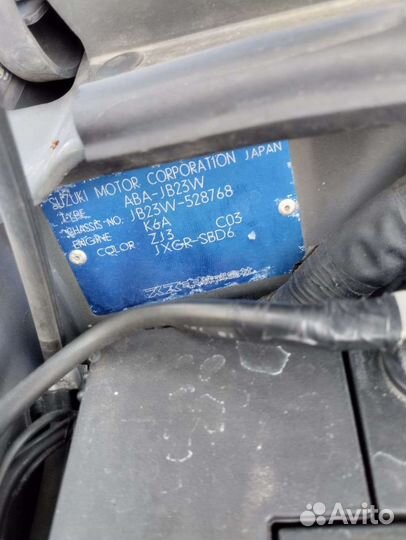 SUZUKI MOTOR CORPORATION JAPAN
TYPE ABA-JB23W
CHASSIS NO. JB23W-528768
ENGINE K6A
COLOR ZJ3 C03
JXGR-SBD6
Avito